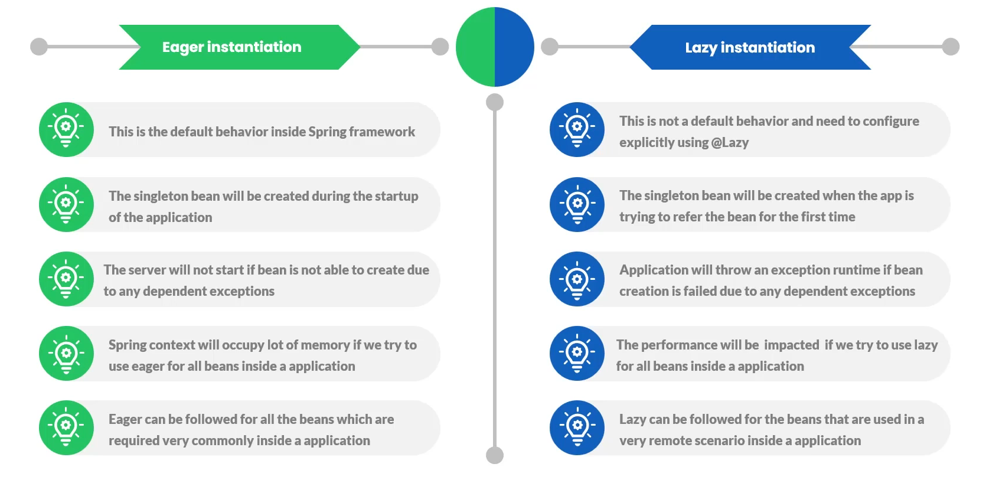 Eager instantiation
This is the default behavior inside Spring framework
The singleton bean will be created during the startup
of the application
The server will not start if bean is not able to create due
to any dependent exceptions
Spring context will occupy lot of memory if we try to
use eager for all beans inside a application
Eager can be followed for all the beans which are
required very commonly inside a application
Lazy instantiation
This is not a default behavior and need to configure
explicitly using @Lazy
The singleton bean will be created when the app is
trying to refer the bean for the first time
Application will throw an exception runtime if bean
creation is failed due to any dependent exceptions
The performance will be impacted if we try to use lazy
for all beans inside a application
Lazy can be followed for the beans that are used in a
very remote scenario inside a application